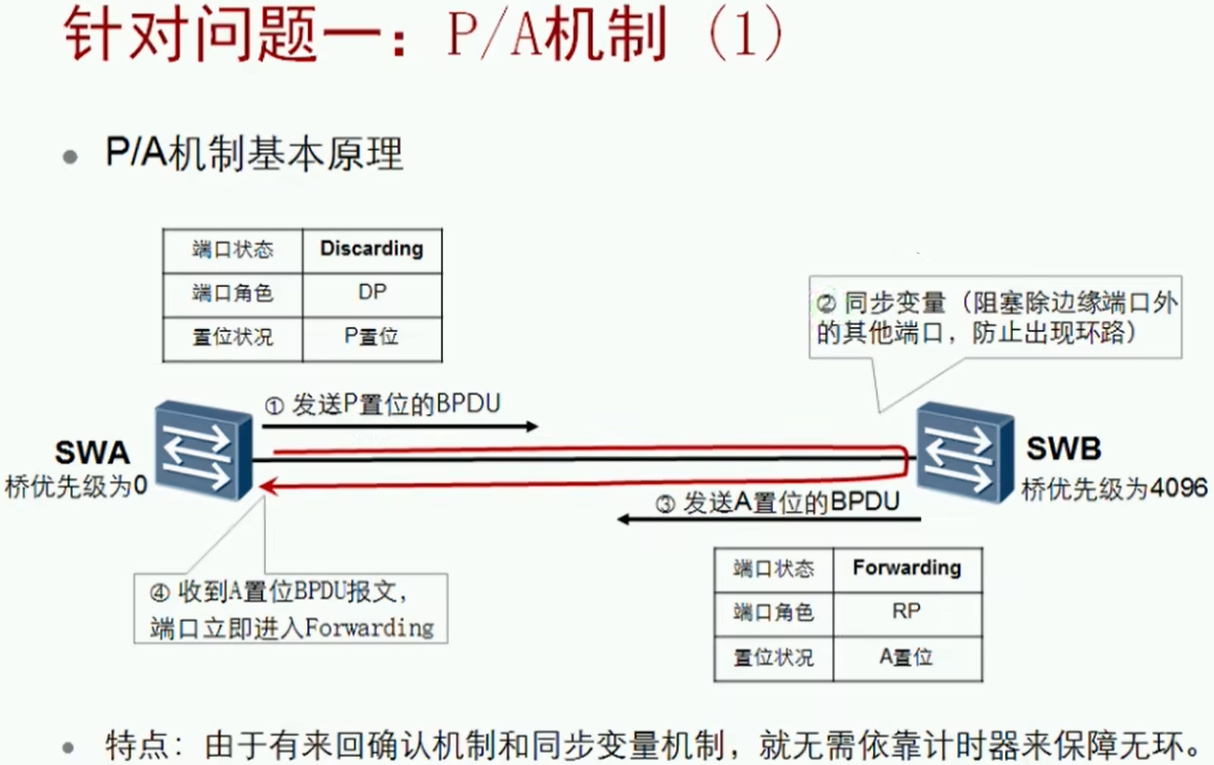 针对问题一：P/A机制（1）
P/A机制基本原理
端口状态 Discarding
端口角色 DP
置位状况 P置位
② 同步变量（阻塞除边缘端口外
的其他端口，防止出现环路）
① 发送P置位的BPDU
SWA
桥优先级为0
SWB
桥优先级为4096
③ 发送A置位的BPDU
④ 收到A置位BPDU报文，
端口立即进入Forwarding
端口状态 Forwarding
端口角色 RP
置位状况 A置位
特点：由于有来回确认机制和同步变量机制，就无需依靠计时器来保障无环。